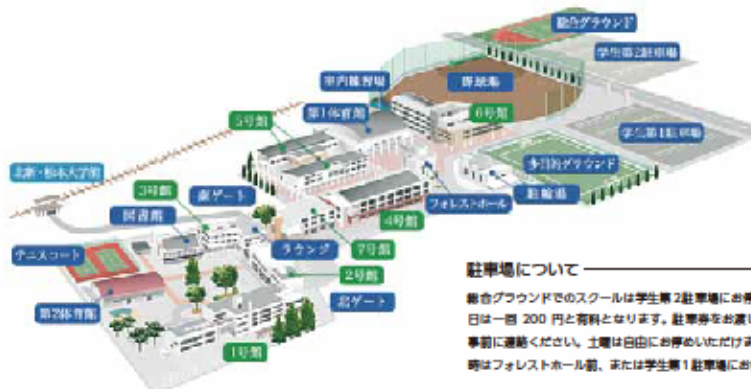 総合グラウンド
学生第2駐車場
野球場
室内練習場
第1体育館
6号館
5号館
学生第1駐車場
多目的グラウンド
北新・松本大学前
駐輪場
3号館
南ゲート
フォレストホール
図書館
4号館
ラウンジ
テニスコート
7号館
2号館
第2体育館
北ゲート
1号館
駐車場について
総合グラウンドでのスクールは学生第2駐車場にお停
日は一回 200 円と有料となります。駐車券をお渡い
事前に連絡ください。土曜は自由にお停めいただけま
時はフォレストホール前、または学生第1駐車場にお